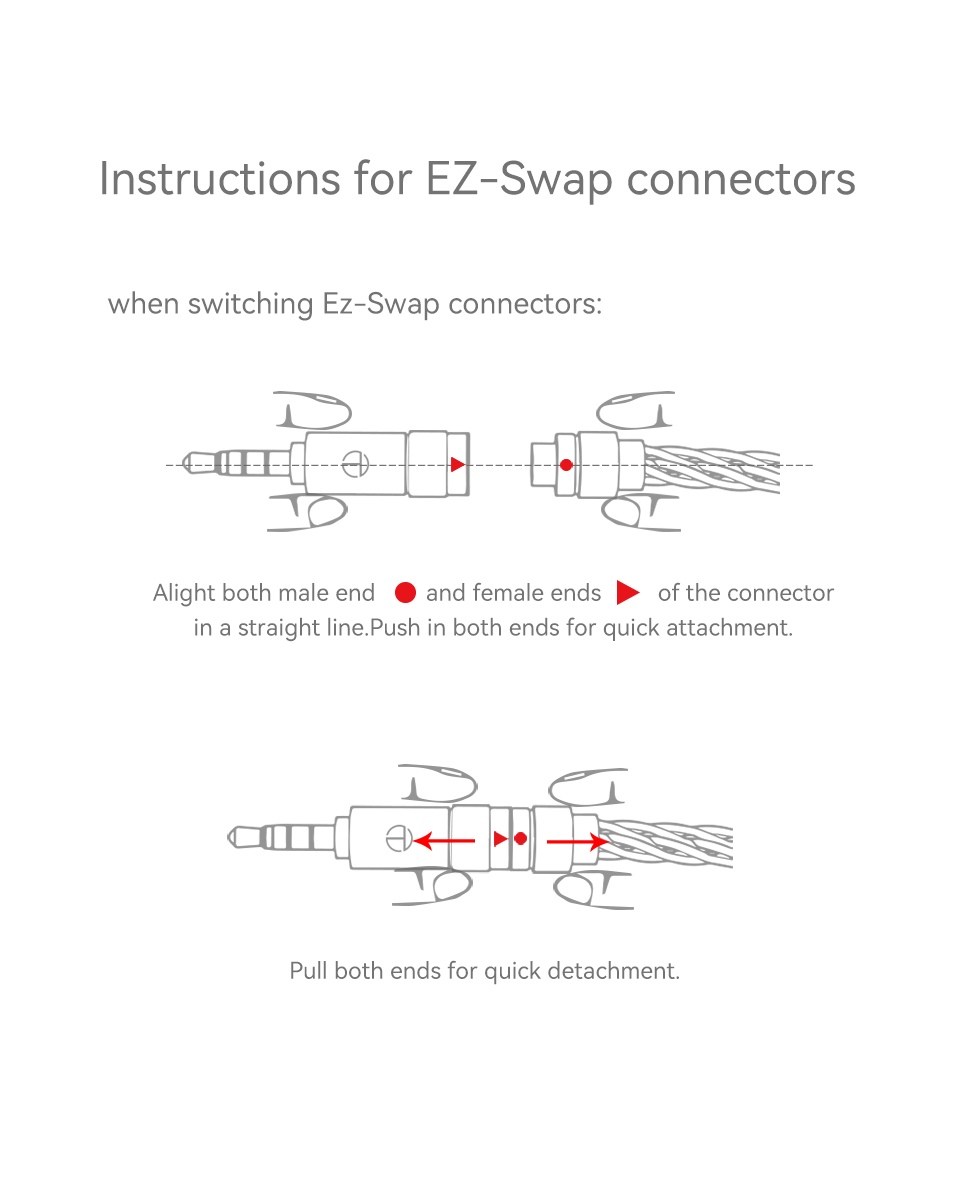 Instructions for EZ-Swap connectors
when switching Ez-Swap connectors:
Alight both male end and female ends of the connector
in a straight line.Push in both ends for quick attachment.
Pull both ends for quick detachment.